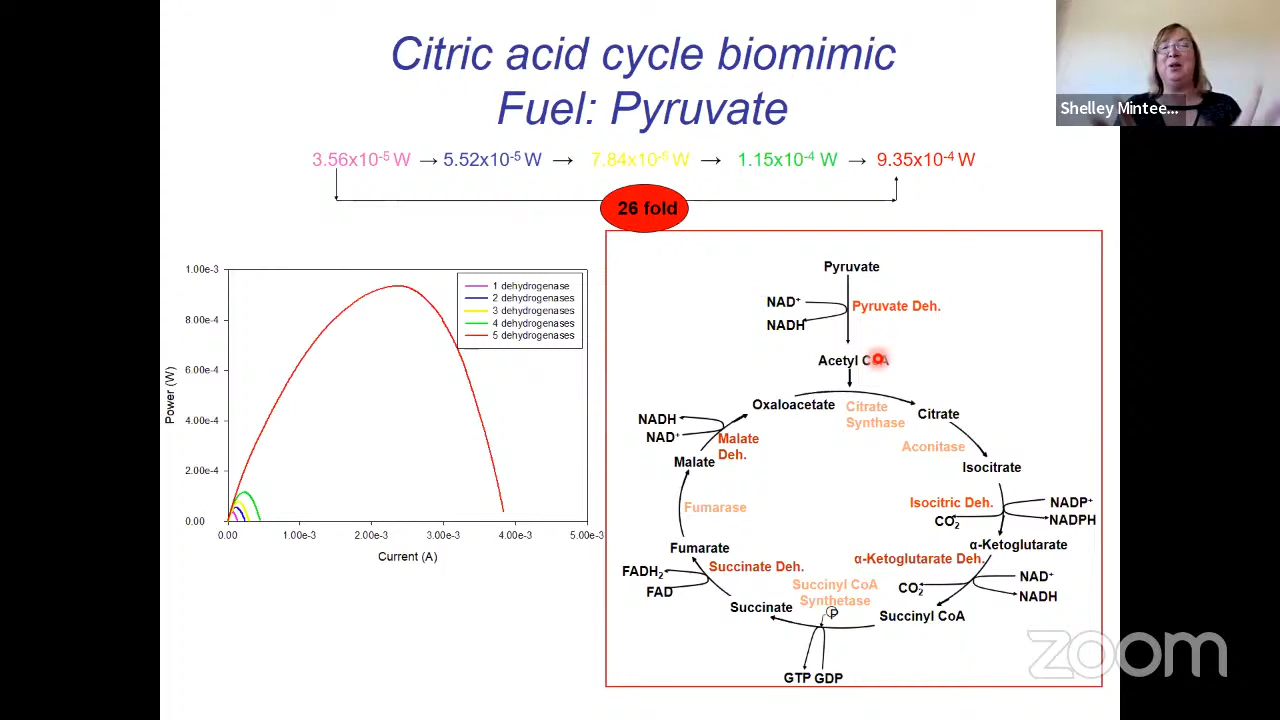 Citric acid cycle biomimic
Fuel: Pyruvate
Shelley Mintee...
3.56x10⁻⁵ W → 5.52x10⁻⁵ W → 7.84x10⁻⁵ W → 1.15x10⁻⁴ W → 9.35x10⁻⁴ W
26 fold
1.00e-3
8.00e-4
6.00e-4
4.00e-4
2.00e-4
0.00
Power (W)
0.00 1.00e-3 2.00e-3 3.00e-3 4.00e-3 5.00e-3
Current (A)
1 dehydrogenase
2 dehydrogenases
3 dehydrogenases
4 dehydrogenases
5 dehydrogenases
Pyruvate
NAD⁺
NADH
Pyruvate Deh.
Acetyl CoA
Oxaloacetate
Citrate
Synthase
Citrate
Aconitase
Isocitrate
Isocitric Deh.
NADP⁺
NADPH
CO₂
α-Ketoglutarate
α-Ketoglutarate Deh.
NAD⁺
NADH
CO₂
Succinyl CoA
Succinyl CoA
Synthetase
P
GTP GDP
Succinate
Succinate Deh.
FADH₂
FAD
Fumarate
Fumarase
Malate
Malate
Deh.
NADH
NAD⁺
zoom